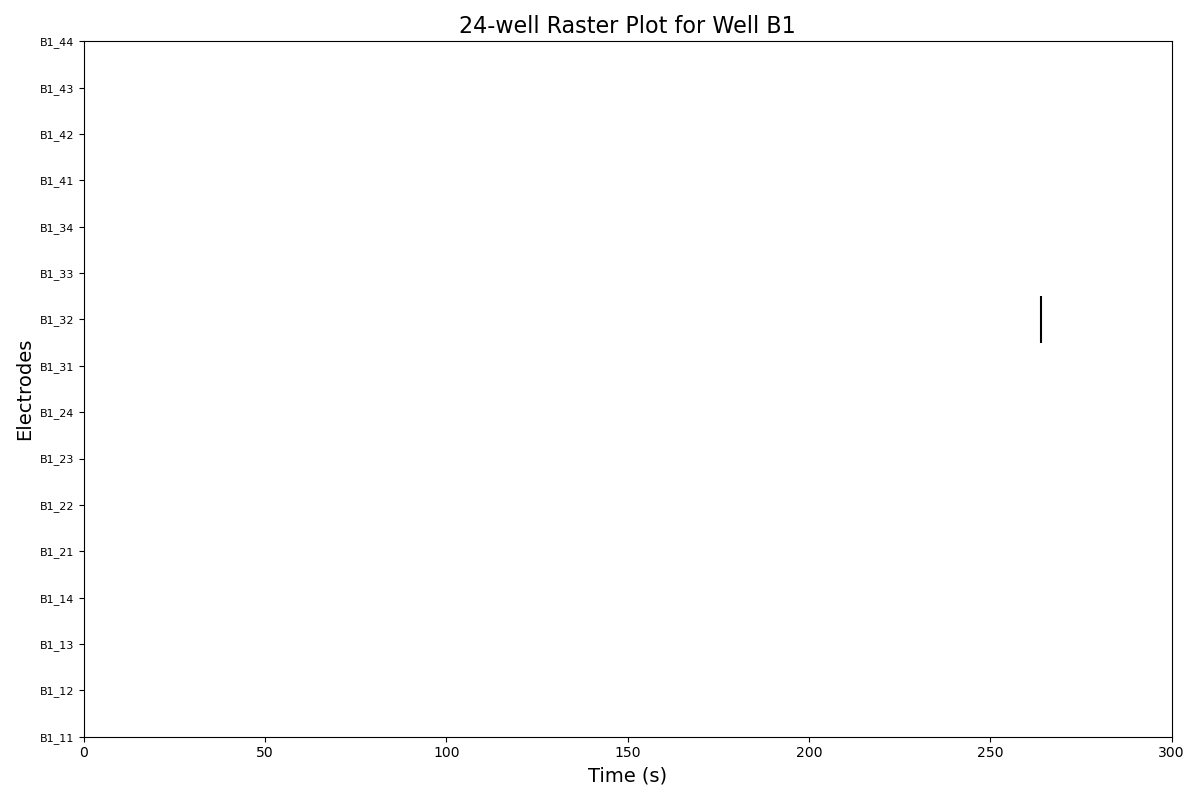 24-well Raster Plot for Well B1
B1_44
B1_43
B1_42
B1_41
B1_34
B1_33
B1_32
B1_31
B1_24
B1_23
B1_22
B1_21
B1_14
B1_13
B1_12
B1_11
Electrodes
0 50 100 150 200 250 300
Time (s)